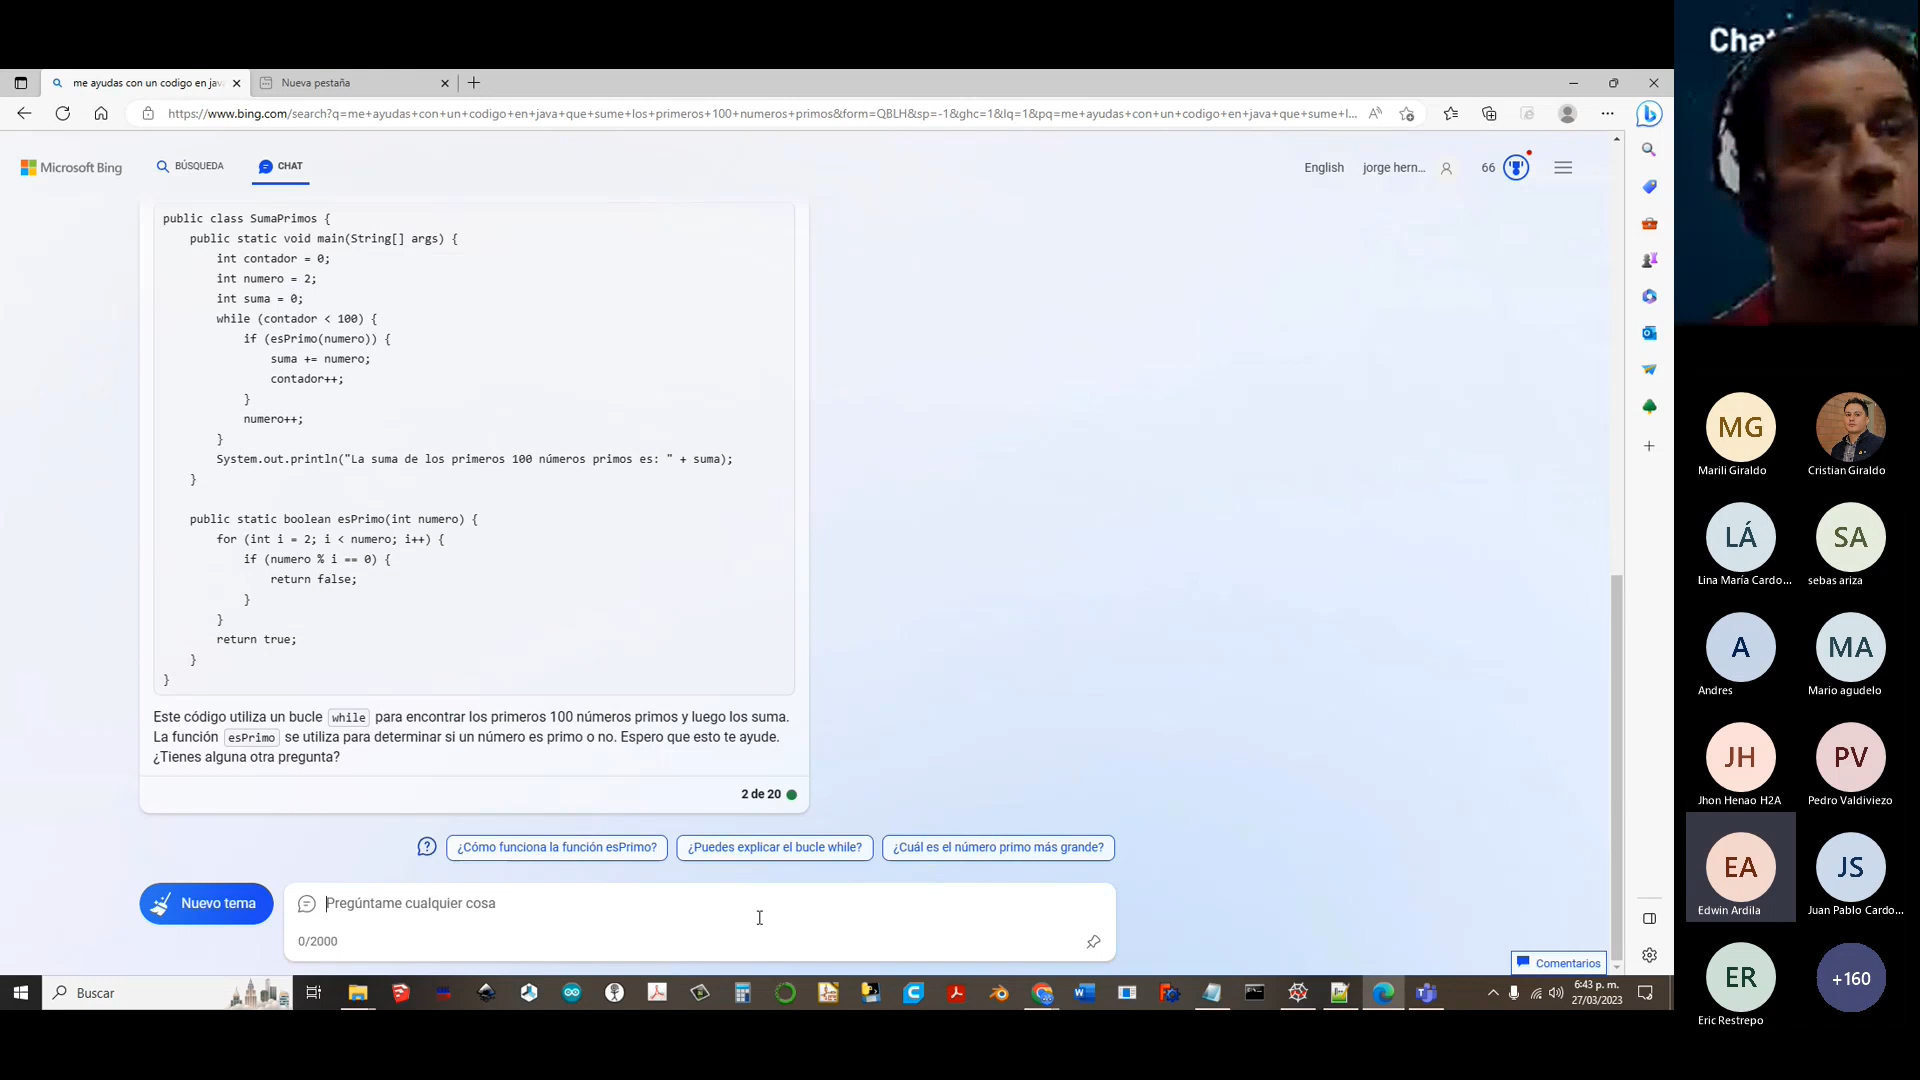 Chat
me ayudas con un codigo en jav
Nueva pestaña
https://www.bing.com/search?q=me+ayudas+con+un+codigo+en+java+que+sume+los+primeros+100+numeros+primos&form=QBLH&sp=-1&ghc=1&lq=1&pq=me+ayudas+con+un+codigo+en+java+que+sume+l...
Microsoft Bing
BÚSQUEDA
CHAT
English
jorge hern...
66
public class SumaPrimos {
public static void main(String[] args) {
int contador = 0;
int numero = 2;
int suma = 0;
while (contador < 100) {
if (esPrimo(numero)) {
suma += numero;
contador++;
}
numero++;
}
System.out.println("La suma de los primeros 100 números primos es: " + suma);
}
public static boolean esPrimo(int numero) {
for (int i = 2; i < numero; i++) {
if (numero % i == 0) {
return false;
}
}
return true;
}
}
Este código utiliza un bucle while para encontrar los primeros 100 números primos y luego los suma.
La función esPrimo se utiliza para determinar si un número es primo o no. Espero que esto te ayude.
¿Tienes alguna otra pregunta?
2 de 20
¿Cómo funciona la función esPrimo?
¿Puedes explicar el bucle while?
¿Cuál es el número primo más grande?
Nuevo tema
Pregúntame cualquier cosa
0/2000
Comentarios
Buscar
6:43 p. m.
27/03/2023
MG
Marili Giraldo
Cristian Giraldo
LÁ
Lina María Cardo...
SA
sebas ariza
A
Andres
MA
Mario agudelo
JH
Jhon Henao H2A
PV
Pedro Valdiviezo
EA
Edwin Ardila
JS
Juan Pablo Cardo...
ER
Eric Restrepo
+160